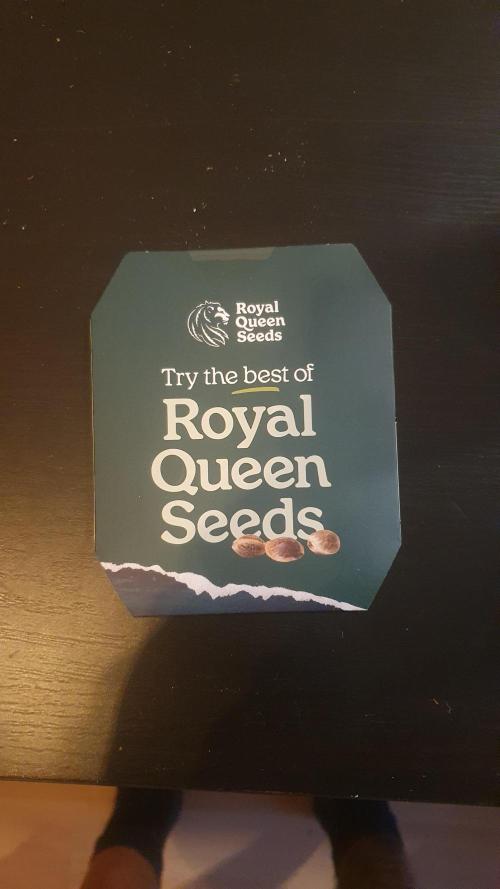 Royal
Queen
Seeds
Try the best of
Royal
Queen
Seeds